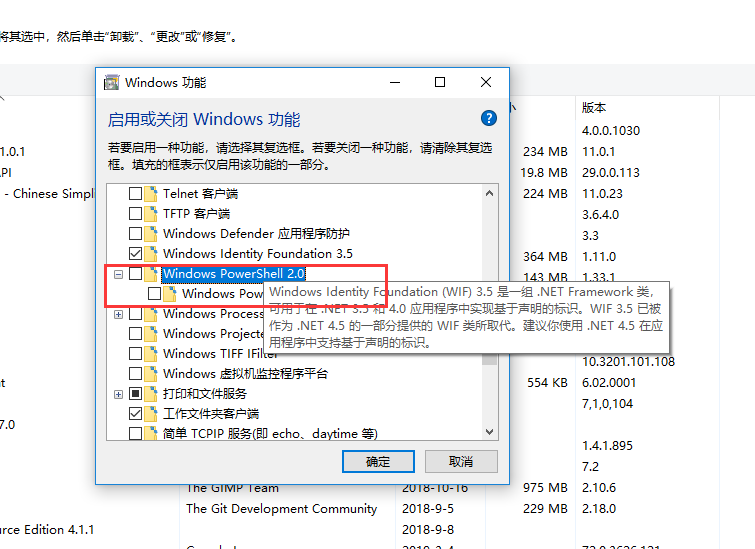 将其选中，然后单击“卸载”、“更改”或“修复”。
Windows 功能
启用或关闭 Windows 功能
若要启用一种功能，请选择其复选框。若要关闭一种功能，请清除其复选
框。填充的框表示仅启用该功能的一部分。
Telnet 客户端
TFTP 客户端
Windows Defender 应用程序防护
Windows Identity Foundation 3.5
Windows PowerShell 2.0
Windows Pow
Windows Identity Foundation (WIF) 3.5 是一组 .NET Framework 类，
可用于在 .NET 3.5 和 4.0 应用程序中实现基于声明的标识。WIF 3.5 已被
作为 .NET 4.5 的一部分提供的 WIF 类所取代。建议你使用 .NET 4.5 在应
用程序中支持基于声明的标识。
Windows Process
Windows Projecte
Windows TIFF IFilter
Windows 虚拟机监控程序平台
打印和文件服务
工作文件夹客户端
简单 TCPIP 服务(即 echo、daytime 等)
确定
取消
小
版本
4.0.0.1030
1.0.1
234 MB
11.0.1
PI
19.8 MB
29.0.0.113
- Chinese Simpli
224 MB
11.0.23
3.6.4.0
3.3
364 MB
1.11.0
143 MB
1.33.1
10.3201.101.108
at
554 KB
6.02.0001
7,1,0,104
7.0
1.4.1.895
7.2
The GIMP Team
2018-10-16
975 MB
2.10.6
The Git Development Community
2018-9-5
229 MB
2.18.0
urce Edition 4.1.1
2018-9-8